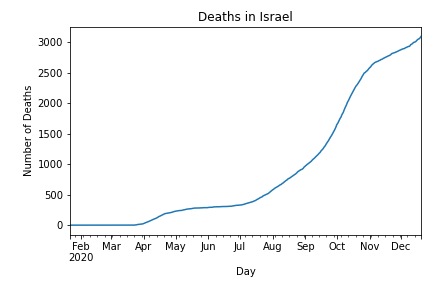 Deaths in Israel
Number of Deaths
3000
2500
2000
1500
1000
500
0
Feb Mar Apr May Jun Jul Aug Sep Oct Nov Dec
2020
Day